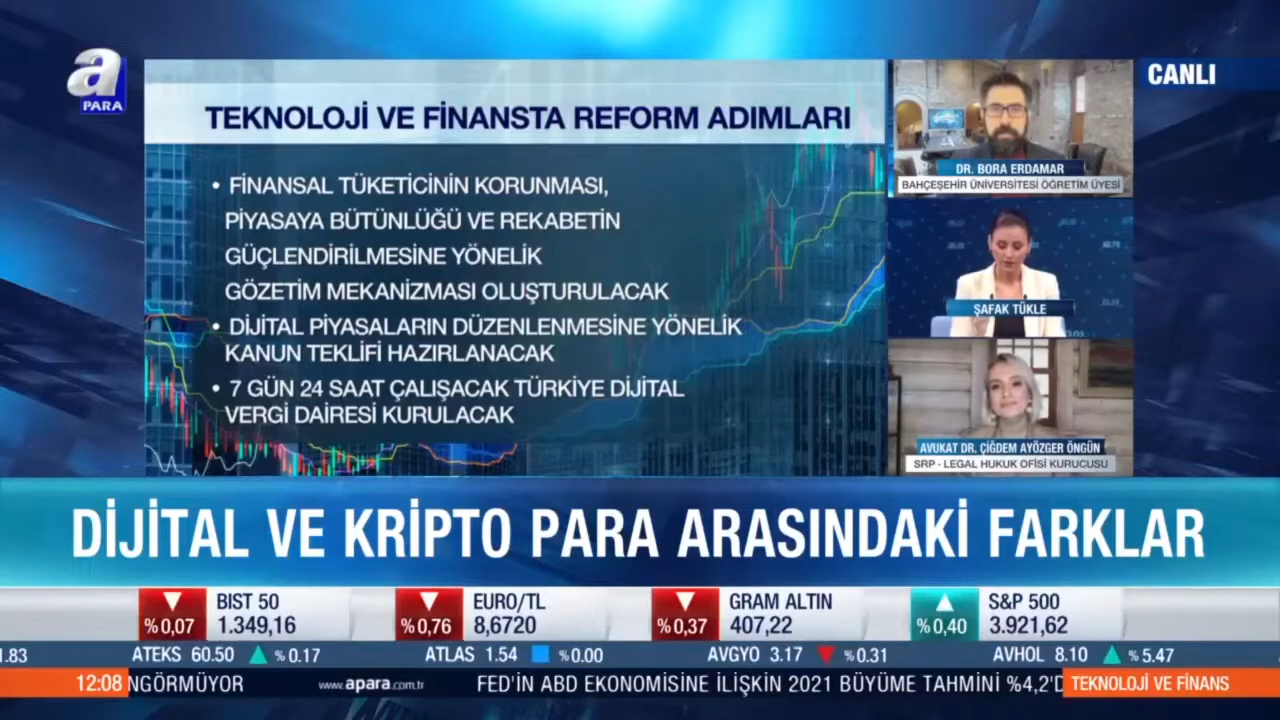 a
PARA
CANLI
TEKNOLOJİ VE FİNANSTA REFORM ADIMLARI
• FİNANSAL TÜKETİCİNİN KORUNMASI,
PİYASAYA BÜTÜNLÜĞÜ VE REKABETİN
GÜÇLENDİRİLMESİNE YÖNELİK
GÖZETİM MEKANİZMASI OLUŞTURULACAK
• DİJİTAL PİYASALARIN DÜZENLENMESİNE YÖNELİK
KANUN TEKLİFİ HAZIRLANACAK
• 7 GÜN 24 SAAT ÇALIŞACAK TÜRKİYE DİJİTAL
VERGİ DAİRESİ KURULACAK
DR. BORA ERDAMAR
BAHÇEŞEHİR ÜNİVERSİTESİ ÖĞRETİM ÜYESİ
ŞAFAK TÜKLE
AVUKAT DR. ÇİĞDEM AYÖZGER ÖNGÜN
SRP - LEGAL HUKUK OFİSİ KURUCUSU
DİJİTAL VE KRİPTO PARA ARASINDAKİ FARKLAR
%0,07 BIST 50 1.349,16
%0,76 EURO/TL 8,6720
%0,37 GRAM ALTIN 407,22
%0,40 S&P 500 3.921,62
1.83 ATEKS 60.50 %0.17 ATLAS 1.54 %0.00 AVGYO 3.17 %0.31 AVHOL 8.10 %5.47
12:08 NGÖRMÜYOR www.apara.com.tr FED'İN ABD EKONOMİSİNE İLİŞKİN 2021 BÜYÜME TAHMİNİ %4,2'D TEKNOLOJİ VE FİNANS